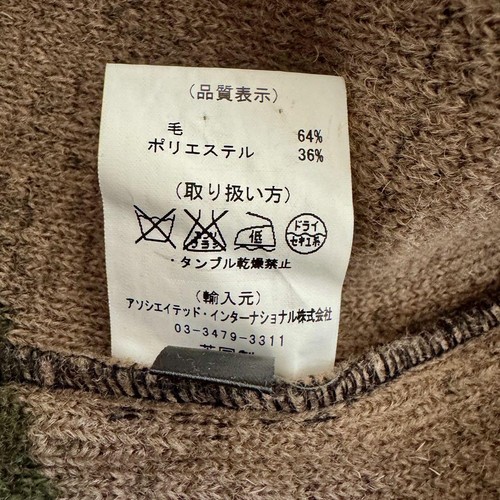 （品質表示）
毛 64%
ポリエステル 36%
（取り扱い方）
低
ドライ
セキユ系
・タンブル乾燥禁止
（輸入元）
アソシエイテッド・インターナショナル株式会社
03-3479-3311